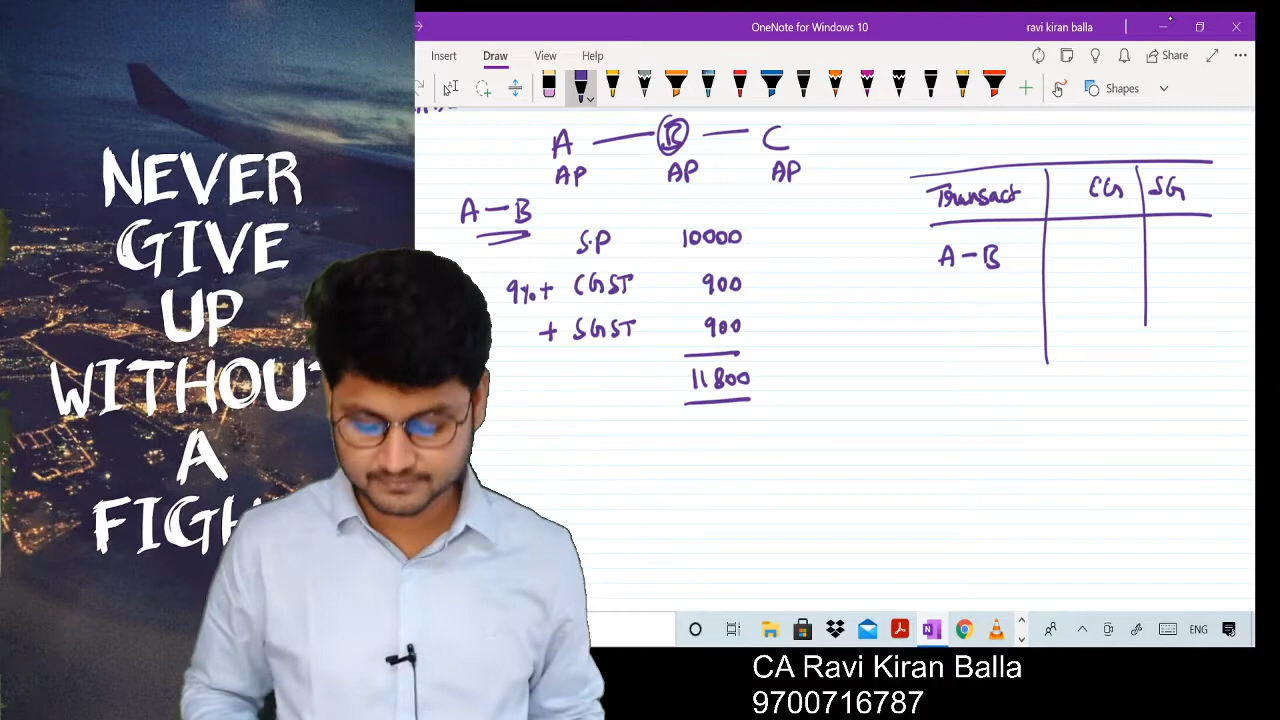 NEVER
GIVE
UP
WITHOUT
A
FIGH
OneNote for Windows 10
ravi kiran balla
Insert Draw View Help
Share
Shapes
A — B — C
AP AP AP
A – B
S.P 10000
9%+ CGST 900
+ SGST 900
11800
Transact CG SG
A – B
ENG
CA Ravi Kiran Balla
9700716787